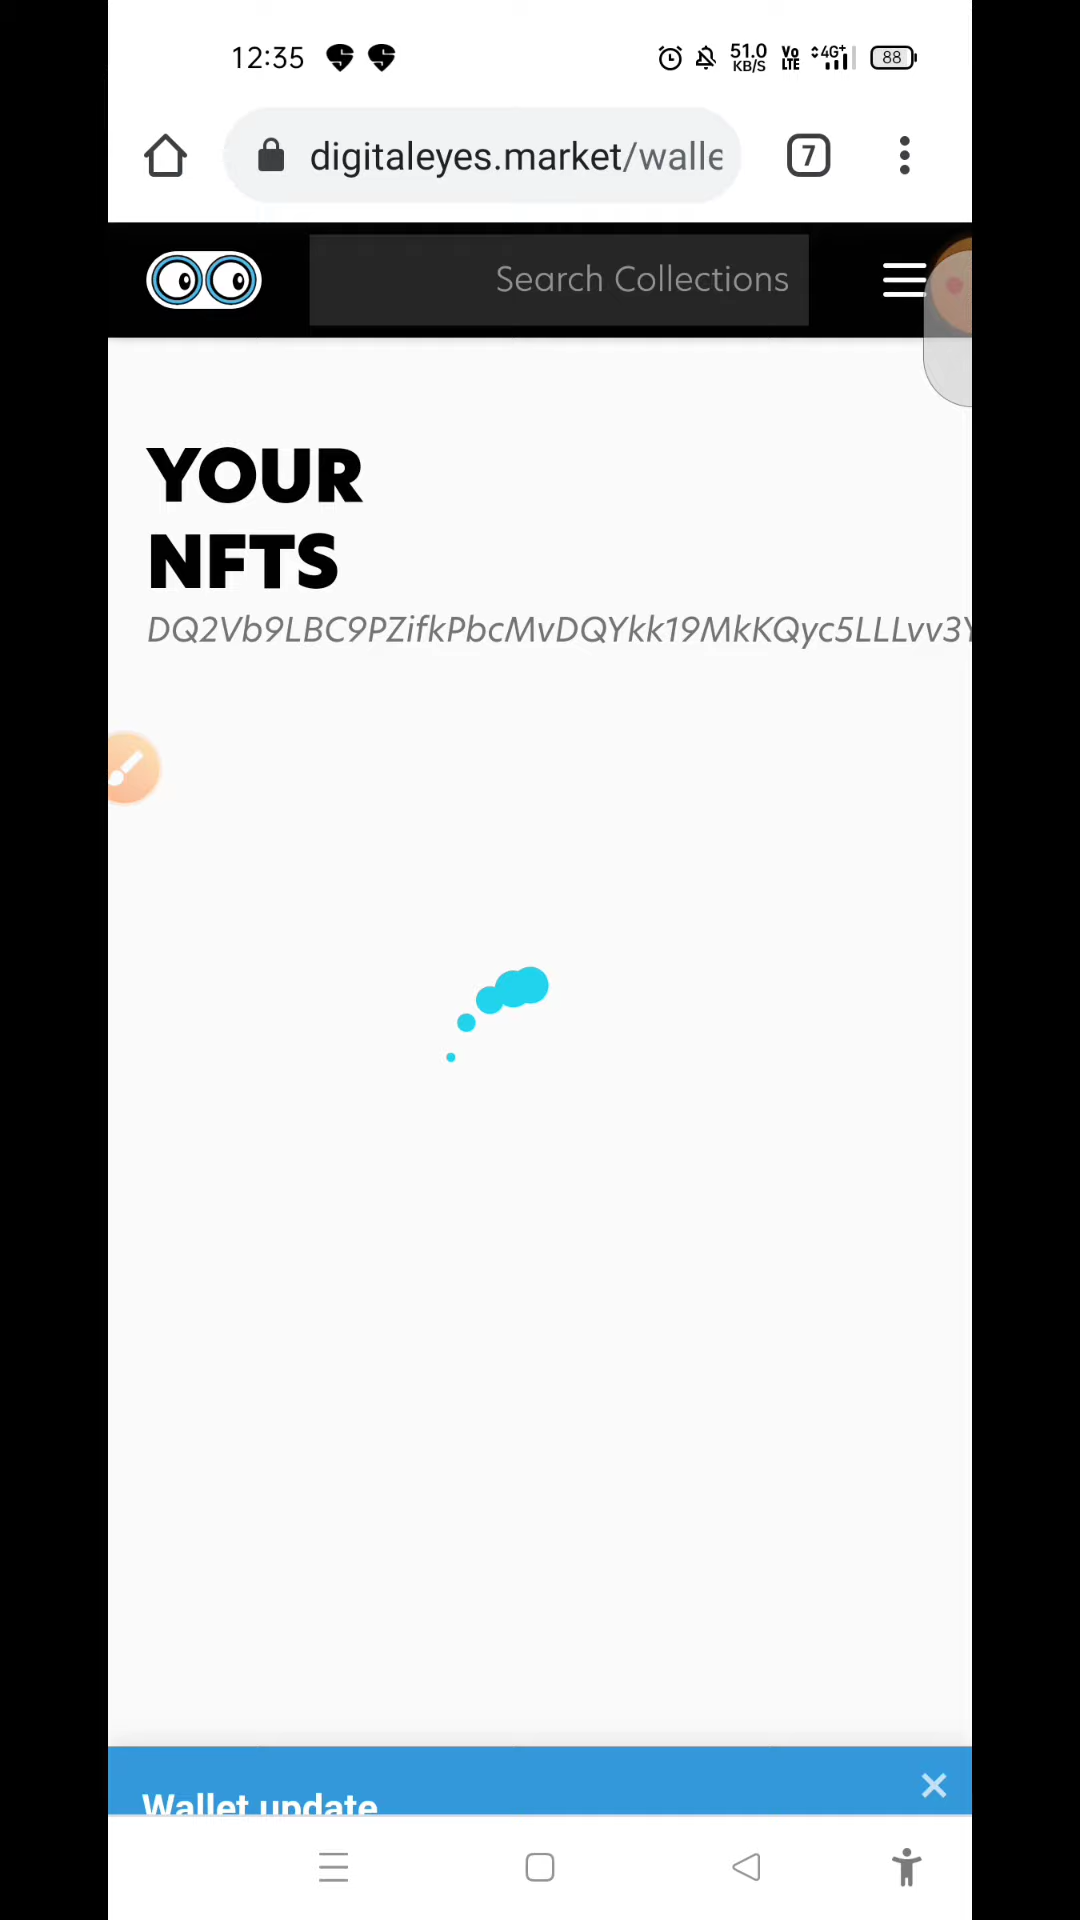 12:35
51.0
KB/S
Vo
LTE
4G+
88
digitaleyes.market/walle
7
Search Collections
YOUR
NFTS
DQ2Vb9LBC9PZifkPbcMvDQYkk19MkKQyc5LLLvv3Y
Wallet update